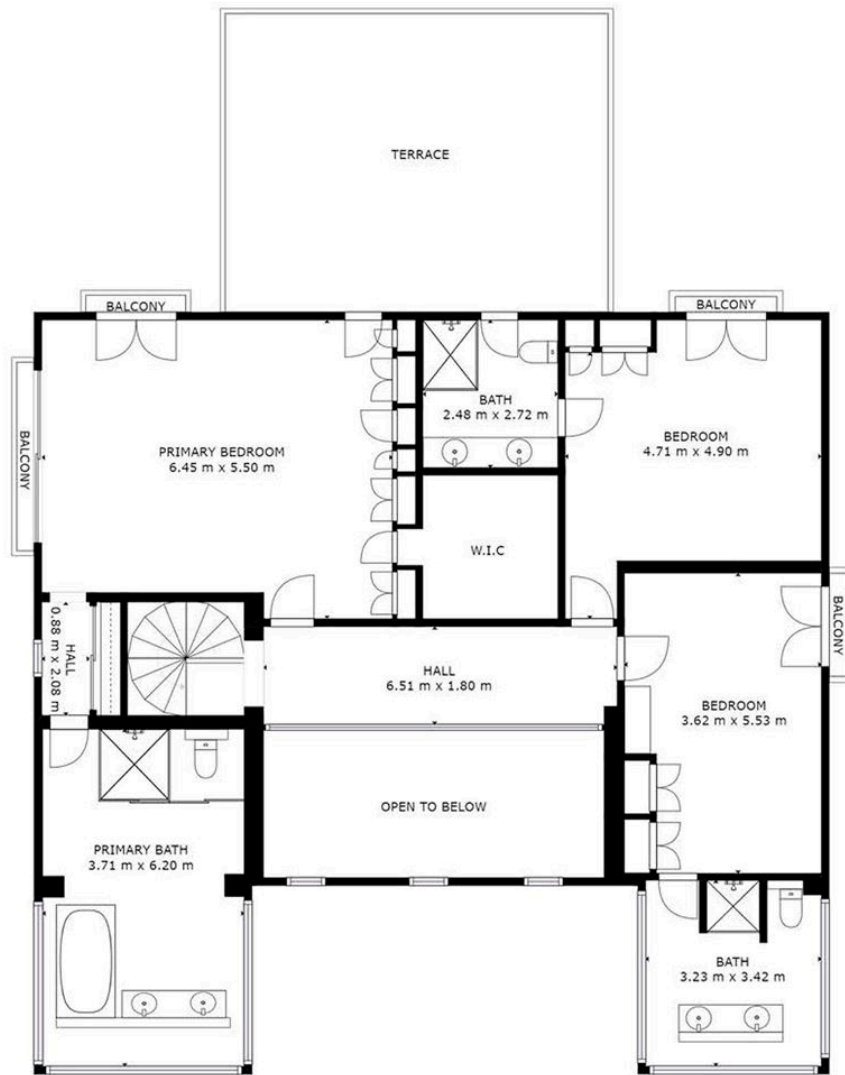 TERRACE
BALCONY
BALCONY
BALCONY
PRIMARY BEDROOM
6.45 m x 5.50 m
BATH
2.48 m x 2.72 m
BEDROOM
4.71 m x 4.90 m
W.I.C
HALL
0.88 m x 2.08 m
HALL
6.51 m x 1.80 m
BALCONY
BEDROOM
3.62 m x 5.53 m
OPEN TO BELOW
PRIMARY BATH
3.71 m x 6.20 m
BATH
3.23 m x 3.42 m